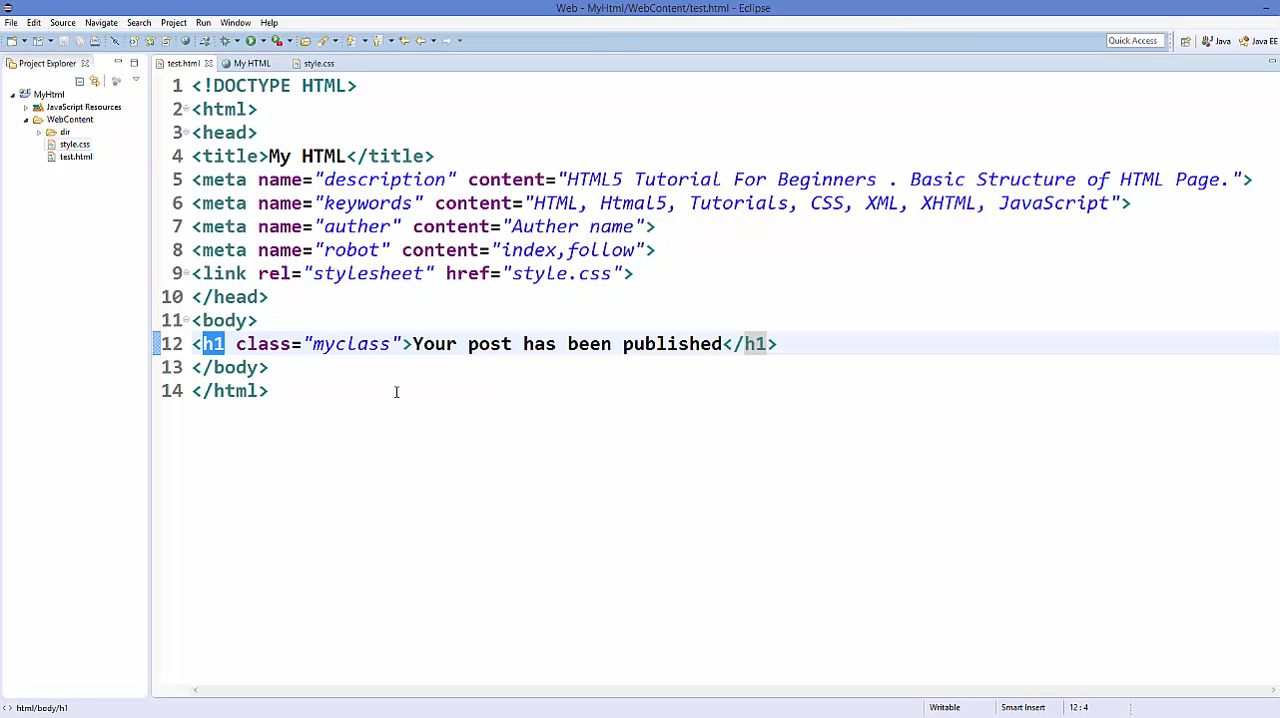 Web - MyHtml/WebContent/test.html - Eclipse
File Edit Source Navigate Search Project Run Window Help
Quick Access Java Java EE
Project Explorer test.html My HTML style.css
MyHtml
JavaScript Resources
WebContent
dir
style.css
test.html
1 <!DOCTYPE HTML>
2 <html>
3 <head>
4 <title>My HTML</title>
5 <meta name="description" content="HTML5 Tutorial For Beginners . Basic Structure of HTML Page.">
6 <meta name="keywords" content="HTML, Htmal5, Tutorials, CSS, XML, XHTML, JavaScript">
7 <meta name="auther" content="Auther name">
8 <meta name="robot" content="index,follow">
9 <link rel="stylesheet" href="style.css">
10 </head>
11 <body>
12 <h1 class="myclass">Your post has been published</h1>
13 </body>
14 </html>
html/body/h1 Writable Smart Insert 12 : 4